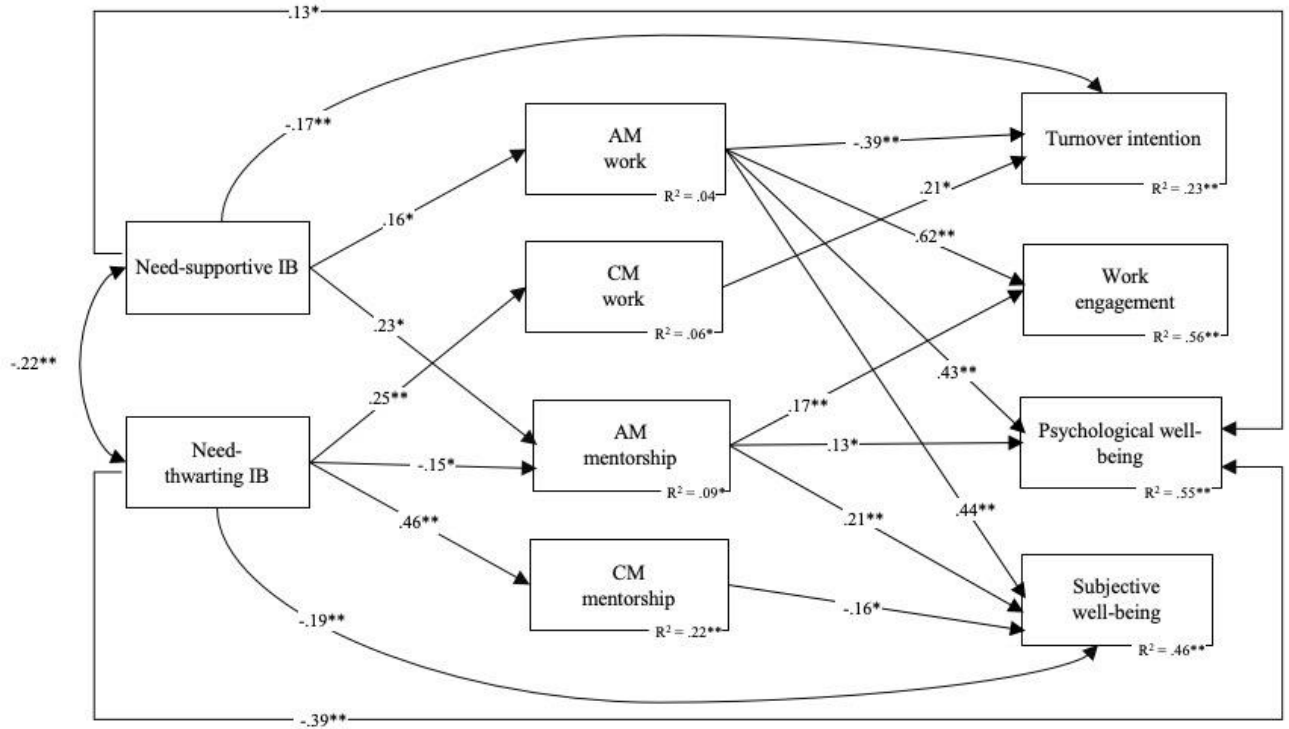 .13*
-.17**
AM
work
R² = .04
-.39**
Turnover intention
R² = .23**
.21*
.16*
Need-supportive IB
CM
work
R² = .06*
.62**
Work
engagement
R² = .56**
.23*
-.22**
.25**
.43**
.17**
Need-
thwarting IB
-.15*
AM
mentorship
R² = .09*
.13*
Psychological well-
being
R² = .55**
.46**
.44**
.21**
CM
mentorship
R² = .22**
-.16*
Subjective
well-being
R² = .46**
-.19**
-.39**